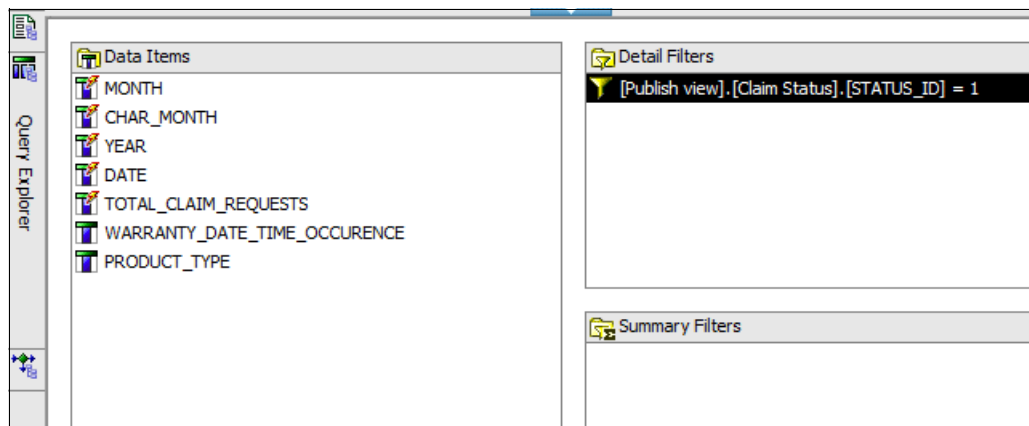 Query Explorer
Data Items
MONTH
CHAR_MONTH
YEAR
DATE
TOTAL_CLAIM_REQUESTS
WARRANTY_DATE_TIME_OCCURENCE
PRODUCT_TYPE
Detail Filters
[Publish view].[Claim Status].[STATUS_ID] = 1
Summary Filters